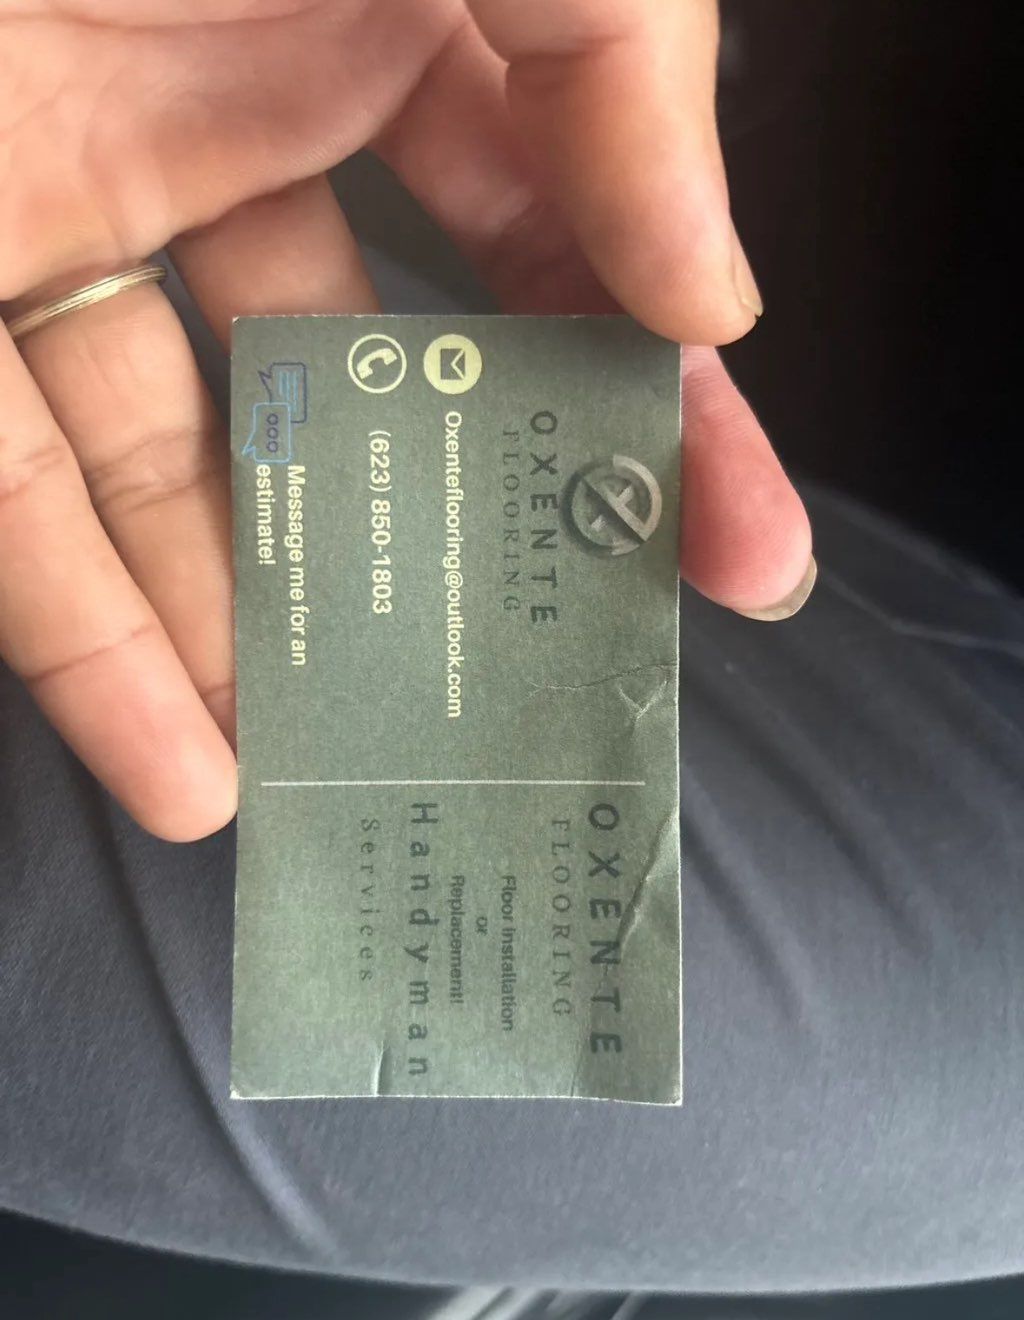 OXENTE
FLOORING
Oxenteflooring@outlook.com
(623) 850-1803
Message me for an
estimate!
OXENTE
FLOORING
Floor Installation
or
Replacement!
Handyman
Services